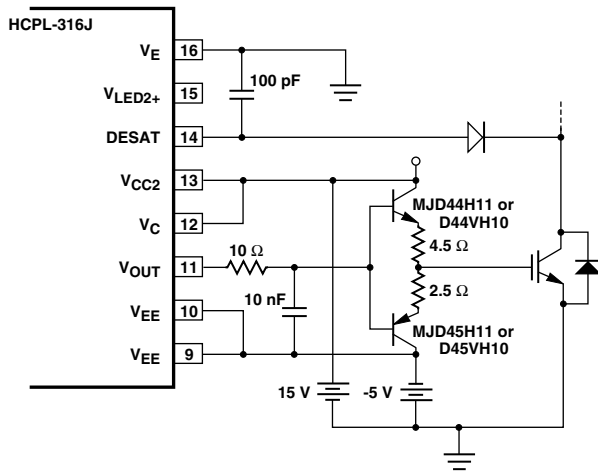 HCPL-316J
VE 16
100 pF
VLED2+ 15
DESAT 14
VCC2 13
MJD44H11 or
D44VH10
VC 12
4.5 Ω
10 Ω
VOUT 11
2.5 Ω
10 nF
VEE 10
MJD45H11 or
D45VH10
VEE 9
15 V
-5 V